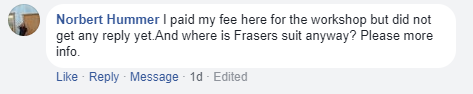 Norbert Hummer I paid my fee here for the workshop but did not
get any reply yet.And where is Frasers suit anyway? Please more
info.
Like · Reply · Message · 1d · Edited